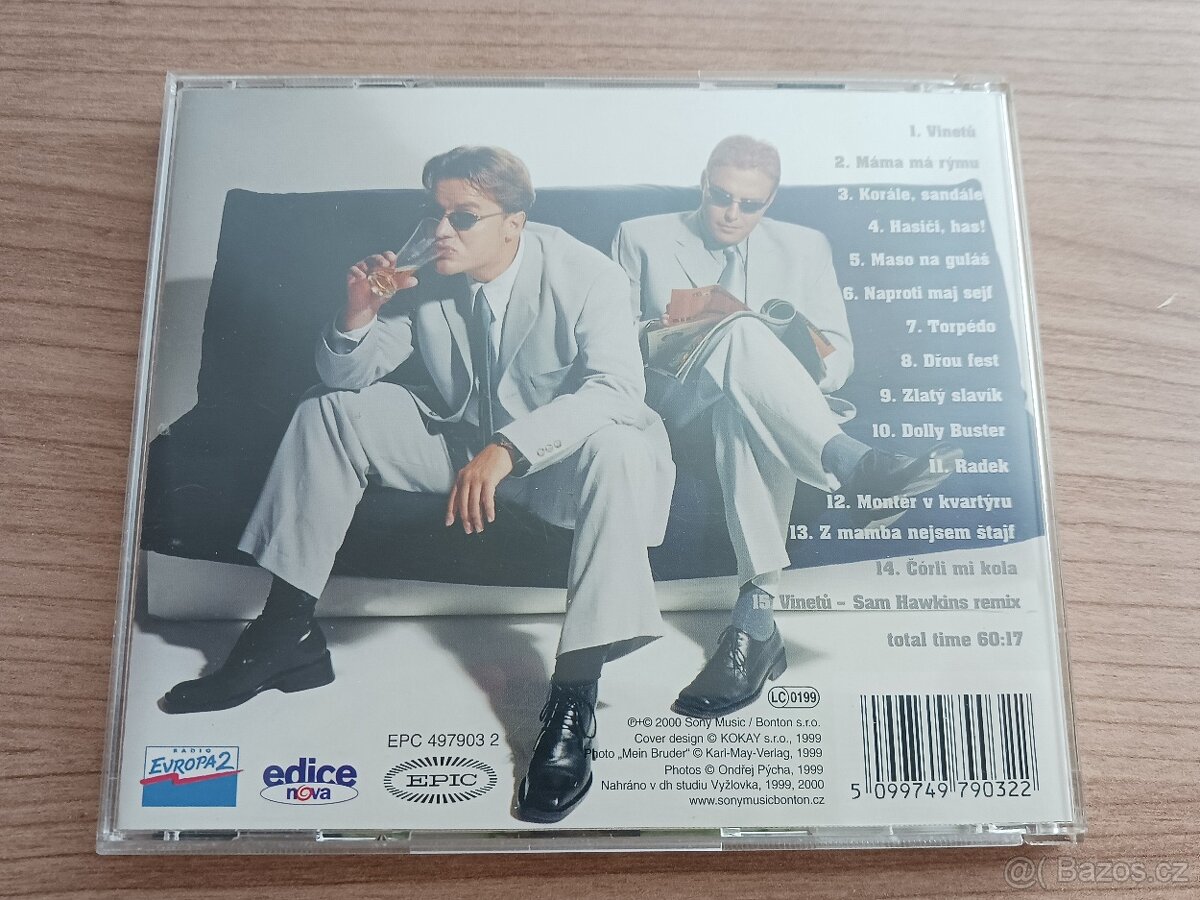 1. Vinetů
2. Máma má rýmu
3. Korále, sandále
4. Hasiči, has!
5. Maso na guláš
6. Naproti maj sejf
7. Torpédo
8. Dřou fest
9. Zlatý slavík
10. Dolly Buster
11. Radek
12. Montér v kvartýru
13. Z mamba nejsem štajf
14. Čórli mi kola
15. Vinetů - Sam Hawkins remix
total time 60:17
LC 0199
℗+© 2000 Sony Music / Bonton s.r.o.
Cover design © KOKAY s.r.o., 1999
Photo „Mein Bruder" © Karl-May-Verlag, 1999
Photos © Ondřej Pýcha, 1999
Nahráno v dh studiu Vyžlovka, 1999, 2000
www.sonymusicbonton.cz
EPC 497903 2
RADIO
EVROPA 2
edice
nova
EPIC
5 099749 790322
@( Bazos.cz